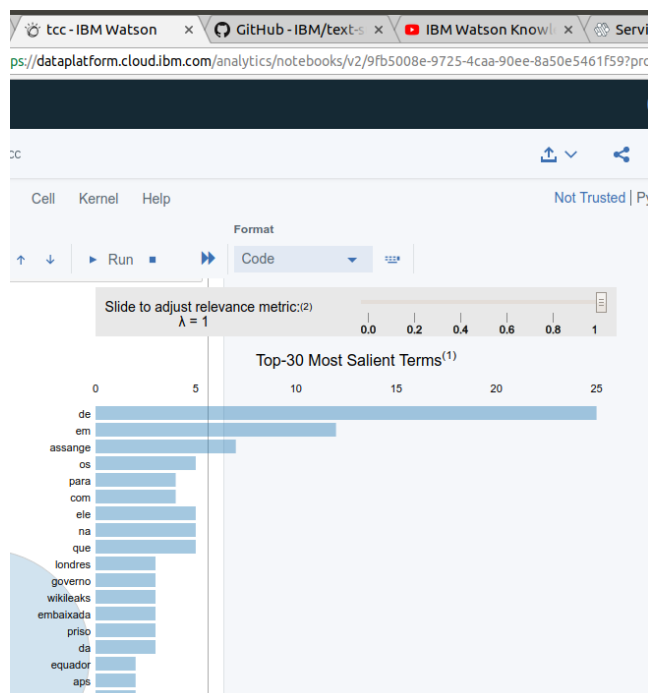 tcc - IBM Watson × GitHub - IBM/text-s × IBM Watson Knowl × Servi
ps://dataplatform.cloud.ibm.com/analytics/notebooks/v2/9fb5008e-9725-4caa-90ee-8a50e5461f59?pro
cc
Cell Kernel Help Not Trusted | Py
Format
Run Code
Slide to adjust relevance metric:(2)
λ = 1
0.0 0.2 0.4 0.6 0.8 1
Top-30 Most Salient Terms(1)
0 5 10 15 20 25
de
em
assange
os
para
com
ele
na
que
londres
governo
wikileaks
embaixada
priso
da
equador
aps